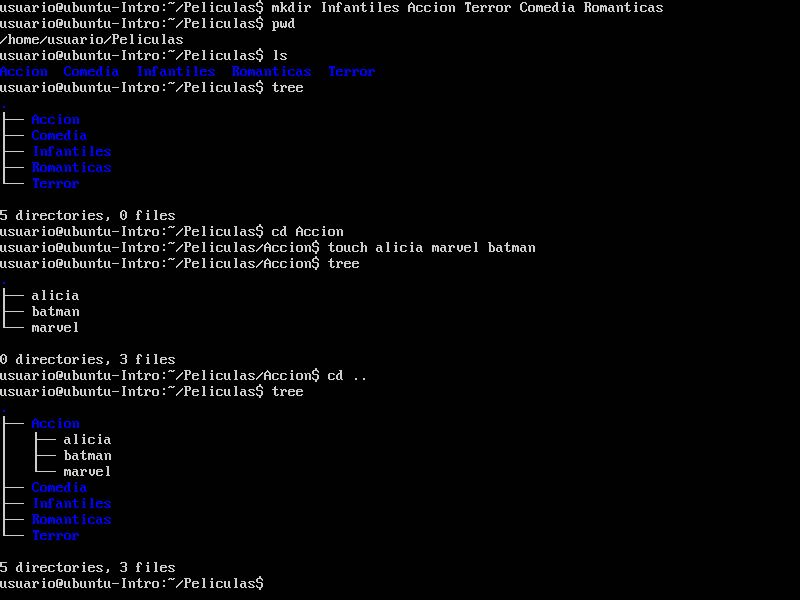 usuario@ubuntu-Intro:~/Peliculas$ mkdir Infantiles Accion Terror Comedia Romanticas
usuario@ubuntu-Intro:~/Peliculas$ pwd
/home/usuario/Peliculas
usuario@ubuntu-Intro:~/Peliculas$ ls
Accion  Comedia  Infantiles  Romanticas  Terror
usuario@ubuntu-Intro:~/Peliculas$ tree
.
├── Accion
├── Comedia
├── Infantiles
├── Romanticas
└── Terror
5 directories, 0 files
usuario@ubuntu-Intro:~/Peliculas$ cd Accion
usuario@ubuntu-Intro:~/Peliculas/Accion$ touch alicia marvel batman
usuario@ubuntu-Intro:~/Peliculas/Accion$ tree
.
├── alicia
├── batman
└── marvel
0 directories, 3 files
usuario@ubuntu-Intro:~/Peliculas/Accion$ cd ..
usuario@ubuntu-Intro:~/Peliculas$ tree
.
├── Accion
│   ├── alicia
│   ├── batman
│   └── marvel
├── Comedia
├── Infantiles
├── Romanticas
└── Terror
5 directories, 3 files
usuario@ubuntu-Intro:~/Peliculas$